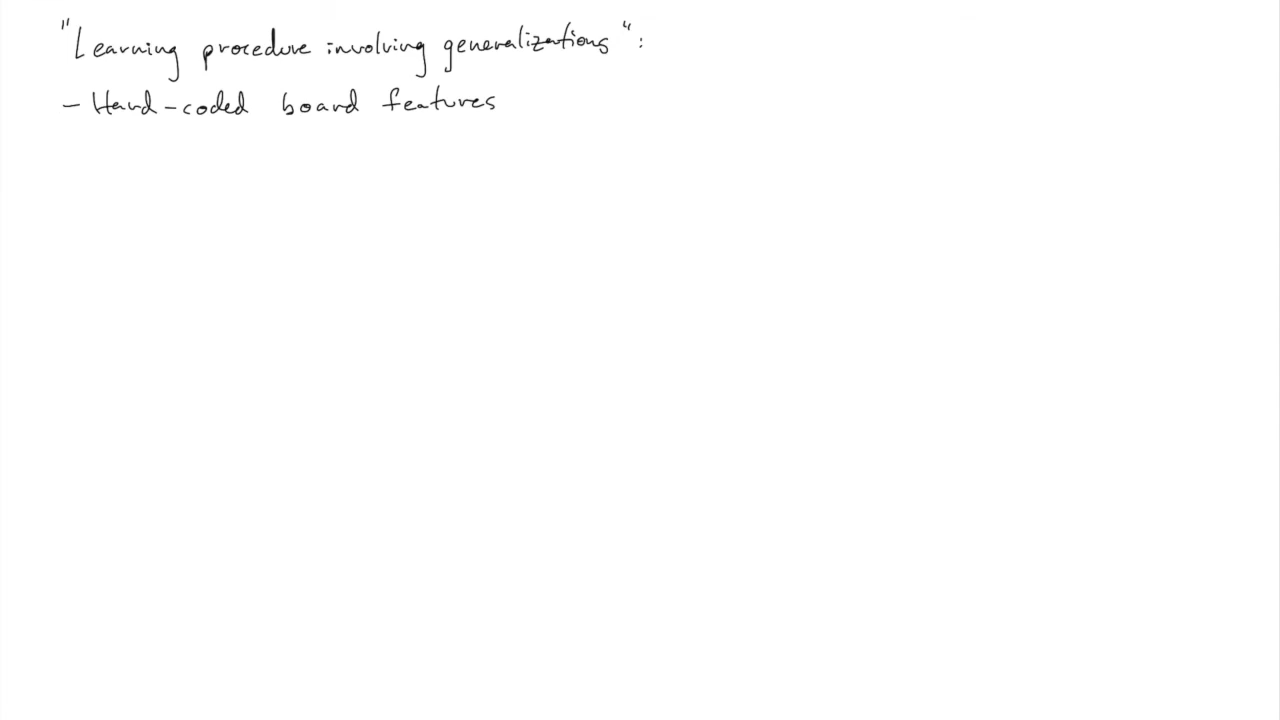 "Learning procedure involving generalizations":
- Hand-coded board features